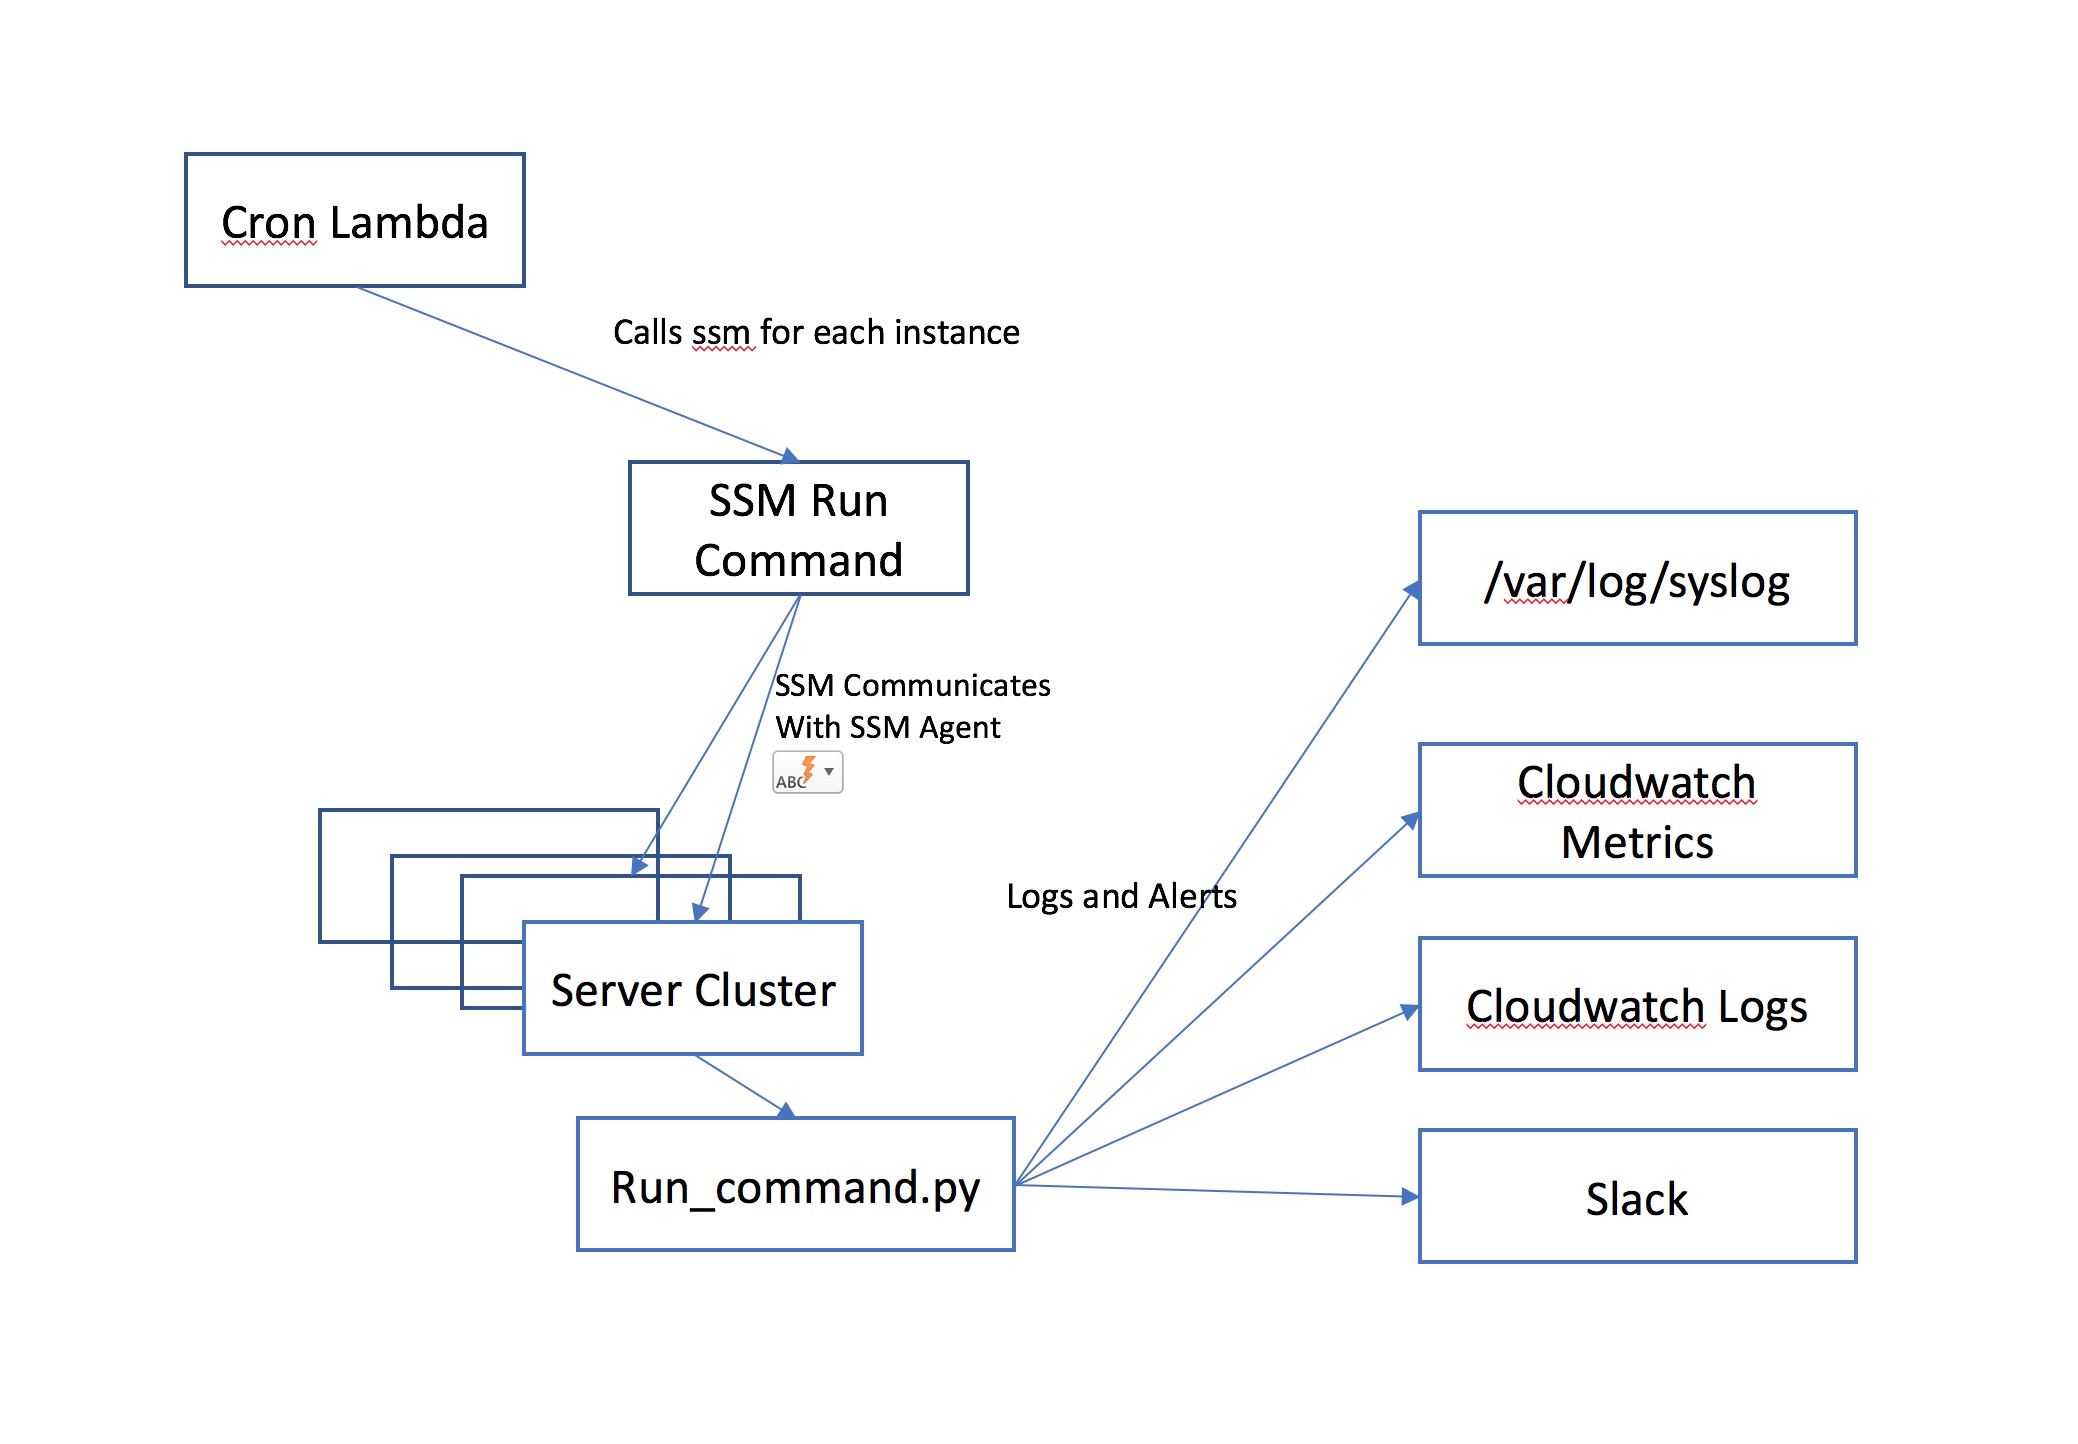 Cron Lambda
Calls ssm for each instance
SSM Run
Command
SSM Communicates
With SSM Agent
ABC
Server Cluster
Run_command.py
Logs and Alerts
/var/log/syslog
Cloudwatch
Metrics
Cloudwatch Logs
Slack